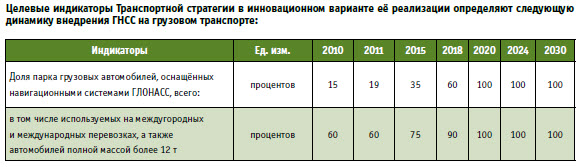 Целевые индикаторы Транспортной стратегии в инновационном варианте её реализации определяют следующую
динамику внедрения ГНСС на грузовом транспорте:
Индикаторы Ед. изм. 2010 2011 2015 2018 2020 2024 2030
Доля парка грузовых автомобилей, оснащённых
навигационными системами ГЛОНАСС, всего: процентов 15 19 35 60 100 100 100
в том числе используемых на междугородных
и международных перевозках, а также процентов 60 60 75 90 100 100 100
автомобилей полной массой более 12 т